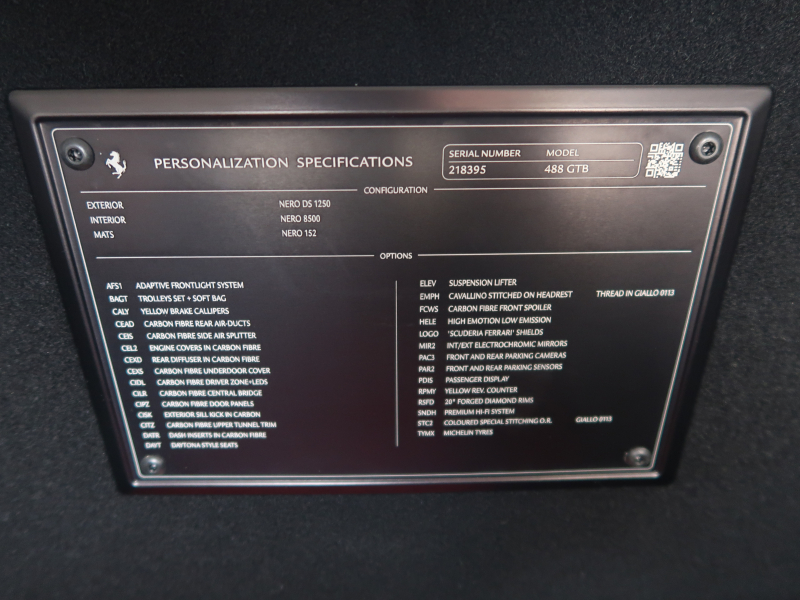 PERSONALIZATION SPECIFICATIONS
SERIAL NUMBER MODEL
218395 488 GTB
CONFIGURATION
EXTERIOR NERO DS 1250
INTERIOR NERO 8500
MATS NERO 152
OPTIONS
AFS1 ADAPTIVE FRONTLIGHT SYSTEM
BAGT TROLLEYS SET + SOFT BAG
CALY YELLOW BRAKE CALLIPERS
CEAD CARBON FIBRE REAR AIR-DUCTS
CEIS CARBON FIBRE SIDE AIR SPLITTER
CEL2 ENGINE COVERS IN CARBON FIBRE
CEXD REAR DIFFUSER IN CARBON FIBRE
CEXS CARBON FIBRE UNDERDOOR COVER
CIDL CARBON FIBRE DRIVER ZONE+LEDS
CILR CARBON FIBRE CENTRAL BRIDGE
CIPZ CARBON FIBRE DOOR PANELS
CISK EXTERIOR SILL KICK IN CARBON
CITZ CARBON FIBRE UPPER TUNNEL TRIM
DATR DASH INSERTS IN CARBON FIBRE
DAYT DAYTONA STYLE SEATS
ELEV SUSPENSION LIFTER
EMPH CAVALLINO STITCHED ON HEADREST THREAD IN GIALLO 0113
FCWS CARBON FIBRE FRONT SPOILER
HELE HIGH EMOTION LOW EMISSION
LOGO 'SCUDERIA FERRARI' SHIELDS
MIR2 INT/EXT ELECTROCHROMIC MIRRORS
PAC3 FRONT AND REAR PARKING CAMERAS
PAR2 FRONT AND REAR PARKING SENSORS
PDIS PASSENGER DISPLAY
RPMY YELLOW REV. COUNTER
RSFD 20" FORGED DIAMOND RIMS
SNDH PREMIUM HI-FI SYSTEM
STC2 COLOURED SPECIAL STITCHING O.R. GIALLO 0113
TYMX MICHELIN TYRES